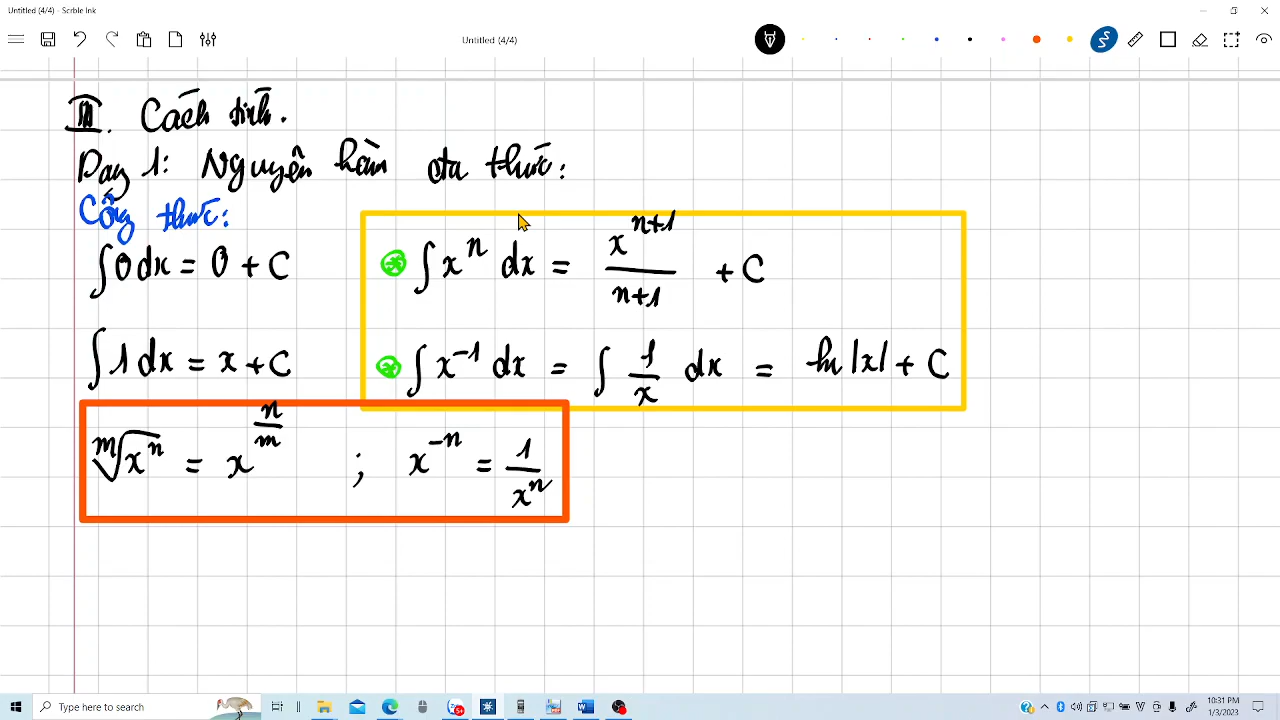 Untitled (4/4) - Scrble Ink
Untitled (4/4)
III. Cách tính.
Dạng 1: Nguyên hàm đa thức:
Công thức:
∫0dx = 0 + C
∫x^n dx = x^(n+1)/(n+1) + C
∫1dx = x + C
∫x^-1 dx = ∫ 1/x dx = ln|x| + C
ᵐ√(x^n) = x^(n/m) ; x^-n = 1/x^n
Type here to search
10:31 PM
1/3/2023